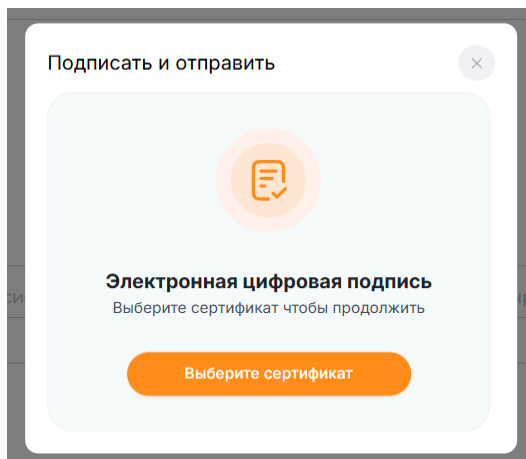 Подписать и отправить
Электронная цифровая подпись
Выберите сертификат чтобы продолжить
Выберите сертификат